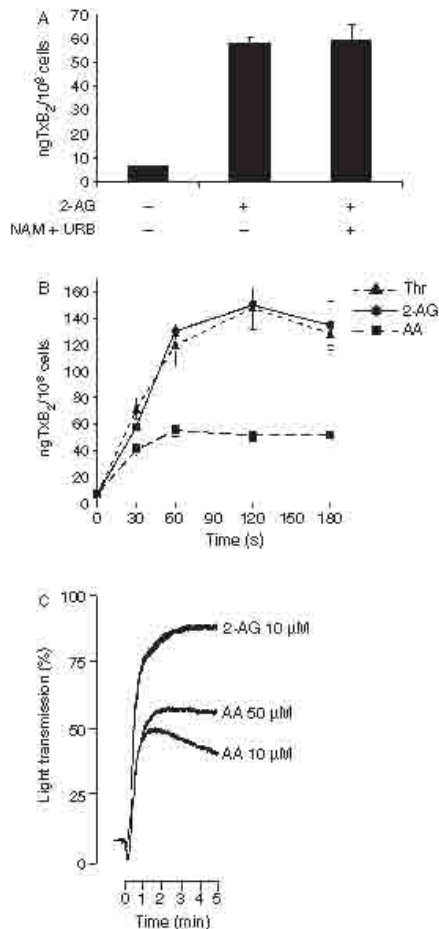 A
70
60
50
40
30
20
10
0
ngTxB2/10⁸ cells
2-AG – + +
NAM + URB – – +
B
160
140
120
100
80
60
40
20
0
ngTxB2/10⁸ cells
Thr
2-AG
AA
0 30 60 90 120 150 180
Time (s)
C
100
75
50
25
0
Light transmission (%)
2-AG 10 µM
AA 50 µM
AA 10 µM
0 1 2 3 4 5
Time (min)